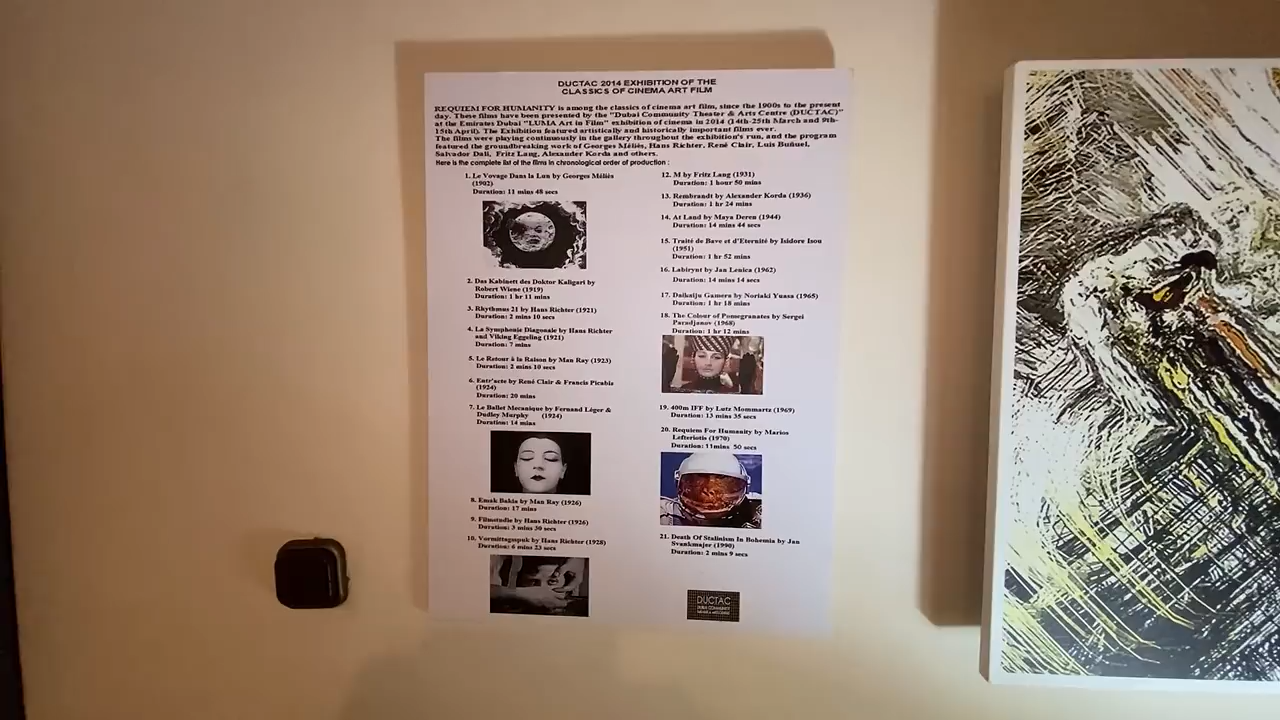 DUCTAC 2014 EXHIBITION OF THE
CLASSICS OF CINEMA ART FILM
REQUIEM FOR HUMANITY is among the classics of cinema art film, since the 1900s to the present
day. These films have been presented by the "Dubai Community Theater & Arts Centre (DUCTAC)"
at the Emirates Dubai "LUMA Art in Film" exhibition of cinema in 2014 (14th-25th March and 9th-
15th April). The Exhibition featured artistically and historically important films ever.
The films were playing continuously in the gallery throughout the exhibition's run, and the program
featured the groundbreaking work of Georges Méliès, Hans Richter, René Clair, Luis Buñuel,
Salvador Dali, Fritz Lang, Alexander Korda and others.
Here is the complete list of the films in chronological order of production :
1. Le Voyage Dans la Lun by Georges Méliès
(1902)
Duration: 11 mins 48 secs
2. Das Kabinett des Doktor Kaligari by
Robert Wiene (1919)
Duration: 1 hr 11 mins
3. Rhythmus 21 by Hans Richter (1921)
Duration: 2 mins 10 secs
4. La Symphonie Diagonale by Hans Richter
and Viking Eggeling (1921)
Duration: 7 mins
5. Le Retour à la Raison by Man Ray (1923)
Duration: 2 mins 10 secs
6. Entr'acte by René Clair & Francis Picabia
(1924)
Duration: 20 mins
7. Le Ballet Mecanique by Fernand Léger &
Dudley Murphy (1924)
Duration: 14 mins
8. Emak Bakia by Man Ray (1926)
Duration: 17 mins
9. Filmstudie by Hans Richter (1926)
Duration: 3 mins 50 secs
10. Vormittagsspuk by Hans Richter (1928)
Duration: 6 mins 23 secs
12. M by Fritz Lang (1931)
Duration: 1 hour 50 mins
13. Rembrandt by Alexander Korda (1936)
Duration: 1 hr 24 mins
14. At Land by Maya Deren (1944)
Duration: 14 mins 44 secs
15. Traité de Bave et d'Eternité by Isidore Isou
(1951)
Duration: 1 hr 52 mins
16. Labirynt by Jan Lenica (1962)
Duration: 14 mins 14 secs
17. Daikaiju Gamera by Noriaki Yuasa (1965)
Duration: 1 hr 18 mins
18. The Colour of Pomegranates by Sergei
Paradjanov (1968)
Duration: 1 hr 12 mins
19. 400m IFF by Lutz Mommartz (1969)
Duration: 13 mins 35 secs
20. Requiem For Humanity by Marios
Lefteriotis (1970)
Duration: 11mins 50 secs
21. Death Of Stalinism In Bohemia by Jan
Svankmajer (1990)
Duration: 2 mins 9 secs
DUCTAC
DUBAI COMMUNITY
THEATRE & ARTS CENTRE